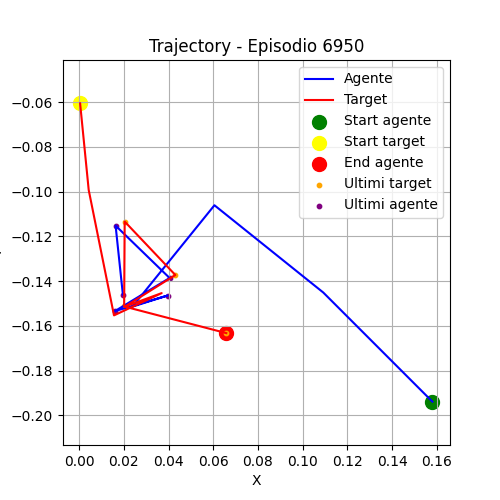 Trajectory - Episodio 6950
Agente
Target
Start agente
Start target
End agente
Ultimi target
Ultimi agente
−0.06
−0.08
−0.10
−0.12
−0.14
−0.16
−0.18
−0.20
0.00 0.02 0.04 0.06 0.08 0.10 0.12 0.14 0.16
X